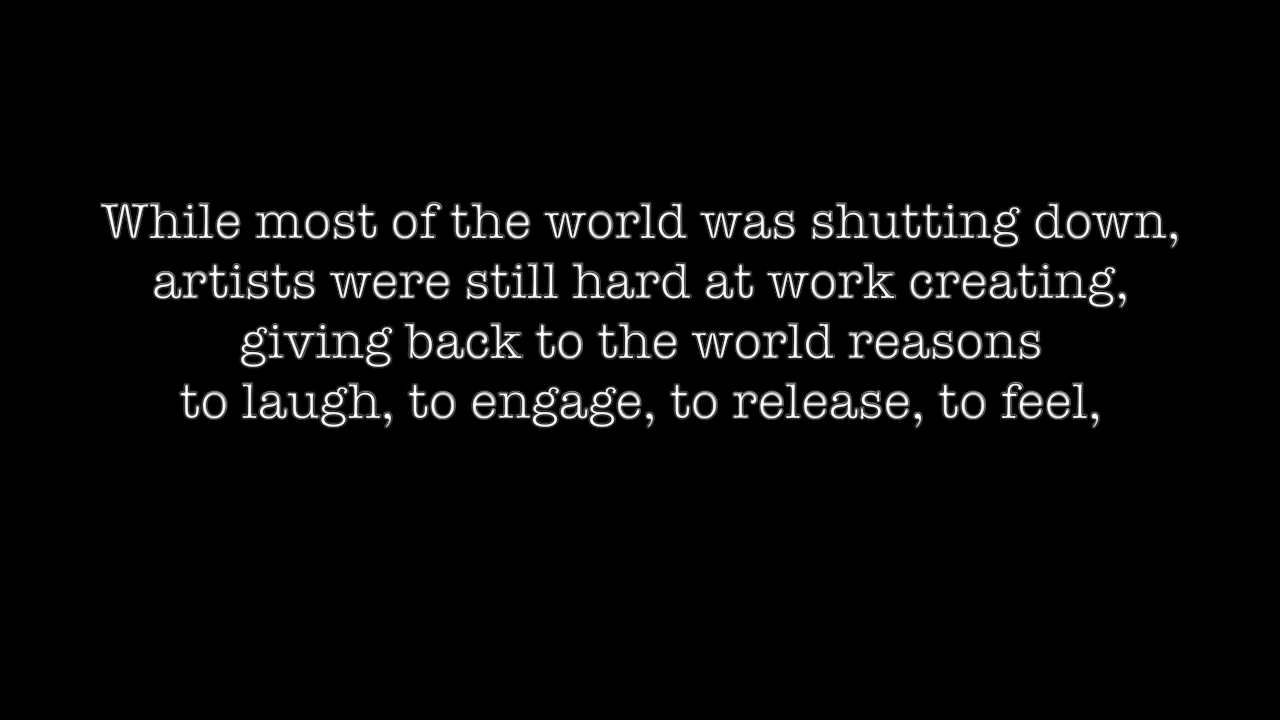 While most of the world was shutting down,
artists were still hard at work creating,
giving back to the world reasons
to laugh, to engage, to release, to feel,